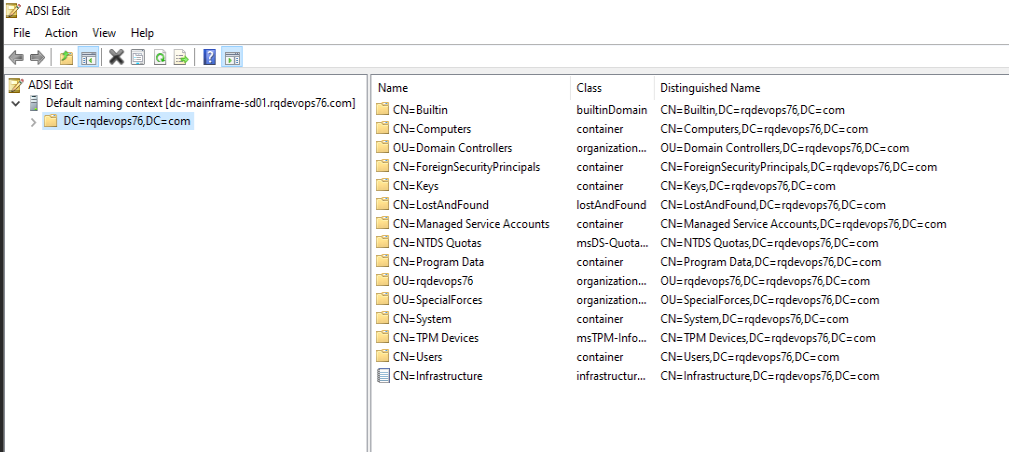 ADSI Edit
File Action View Help
ADSI Edit
Default naming context [dc-mainframe-sd01.rqdevops76.com]
DC=rqdevops76,DC=com
Name Class Distinguished Name
CN=Builtin builtinDomain CN=Builtin,DC=rqdevops76,DC=com
CN=Computers container CN=Computers,DC=rqdevops76,DC=com
OU=Domain Controllers organization... OU=Domain Controllers,DC=rqdevops76,DC=com
CN=ForeignSecurityPrincipals container CN=ForeignSecurityPrincipals,DC=rqdevops76,DC=com
CN=Keys container CN=Keys,DC=rqdevops76,DC=com
CN=LostAndFound lostAndFound CN=LostAndFound,DC=rqdevops76,DC=com
CN=Managed Service Accounts container CN=Managed Service Accounts,DC=rqdevops76,DC=com
CN=NTDS Quotas msDS-Quota... CN=NTDS Quotas,DC=rqdevops76,DC=com
CN=Program Data container CN=Program Data,DC=rqdevops76,DC=com
OU=rqdevops76 organization... OU=rqdevops76,DC=rqdevops76,DC=com
OU=SpecialForces organization... OU=SpecialForces,DC=rqdevops76,DC=com
CN=System container CN=System,DC=rqdevops76,DC=com
CN=TPM Devices msTPM-Info... CN=TPM Devices,DC=rqdevops76,DC=com
CN=Users container CN=Users,DC=rqdevops76,DC=com
CN=Infrastructure infrastructur... CN=Infrastructure,DC=rqdevops76,DC=com